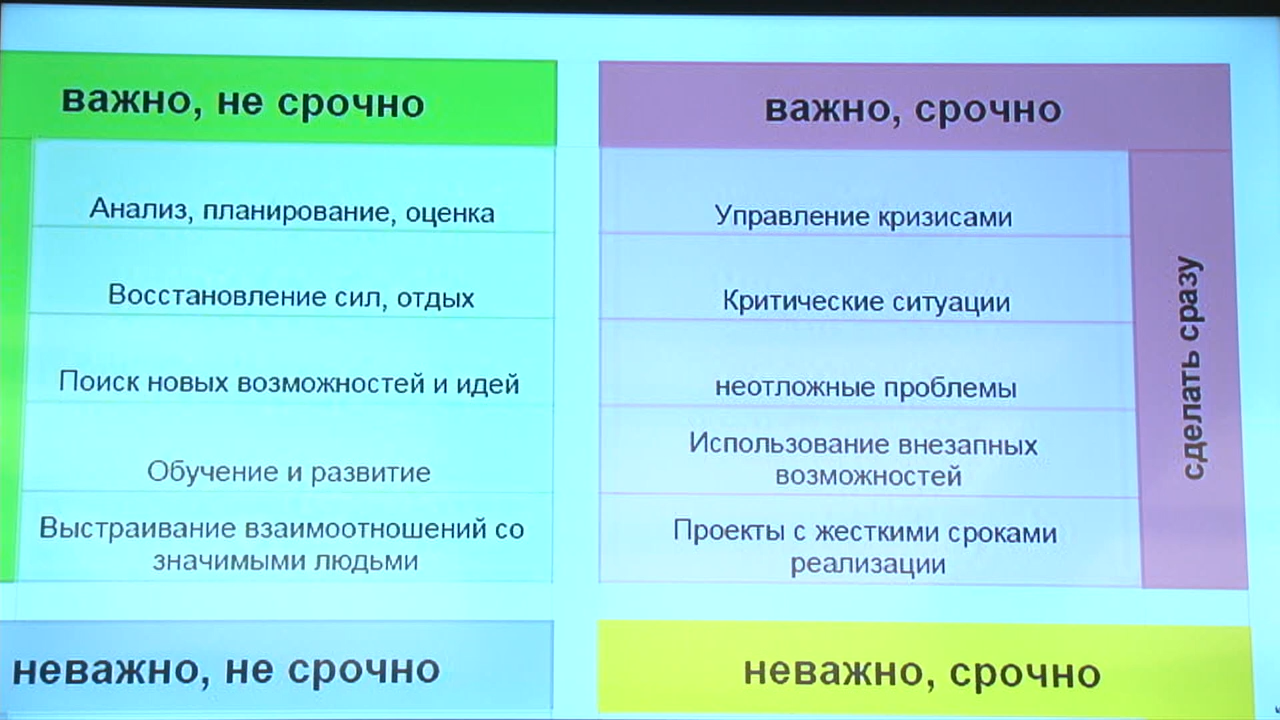 важно, не срочно
Анализ, планирование, оценка
Восстановление сил, отдых
Поиск новых возможностей и идей
Обучение и развитие
Выстраивание взаимоотношений со
значимыми людьми
важно, срочно
Управление кризисами
Критические ситуации
неотложные проблемы
Использование внезапных
возможностей
Проекты с жесткими сроками
реализации
сделать сразу
неважно, не срочно
неважно, срочно